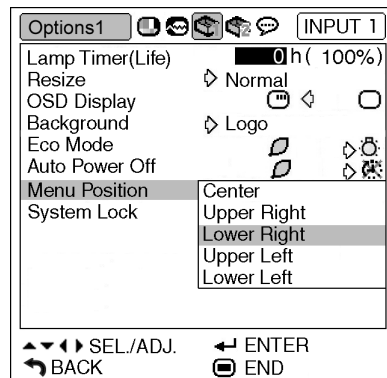 Options1 INPUT 1
Lamp Timer(Life) 0 h ( 100%)
Resize Normal
OSD Display
Background Logo
Eco Mode
Auto Power Off
Menu Position Center
System Lock Upper Right
Lower Right
Upper Left
Lower Left
SEL./ADJ. ENTER
BACK END